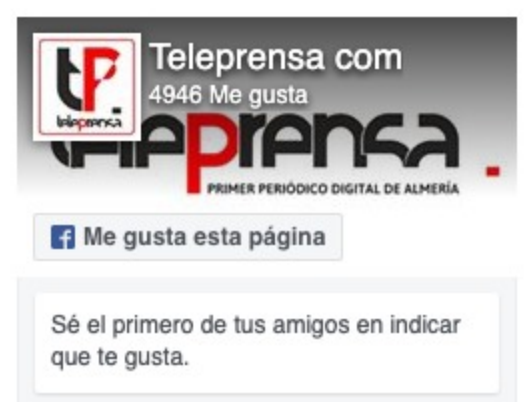 Teleprensa com
4946 Me gusta
tP
teleprensa
teleprensa.
PRIMER PERIÓDICO DIGITAL DE ALMERÍA
f Me gusta esta página
Sé el primero de tus amigos en indicar
que te gusta.